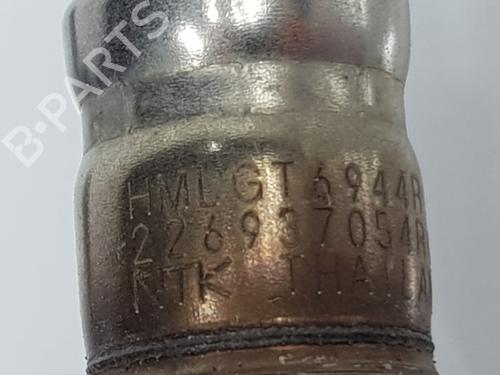 B-PARTS
HMLGT6944R
226937054R
NTK THAILA